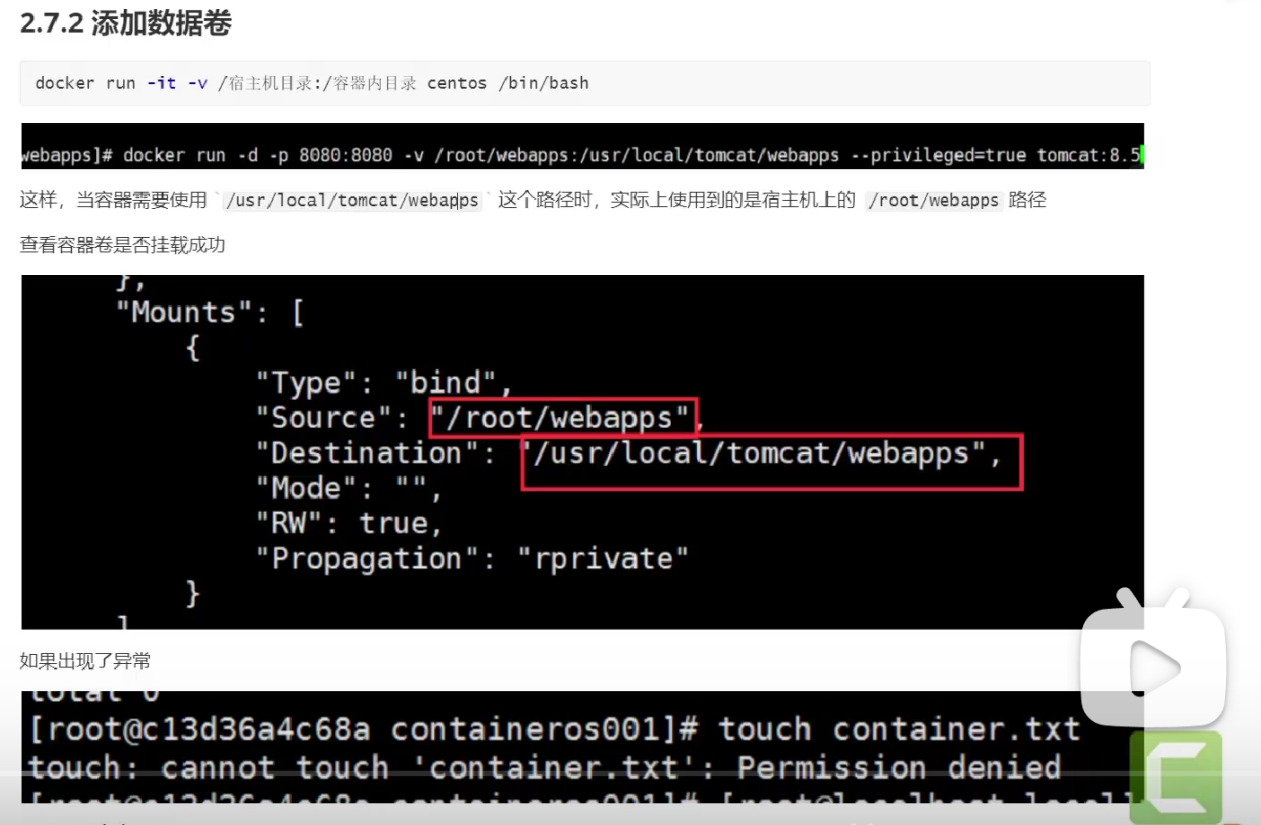 2.7.2 添加数据卷
docker run -it -v /宿主机目录:/容器内目录 centos /bin/bash
webapps]# docker run -d -p 8080:8080 -v /root/webapps:/usr/local/tomcat/webapps --privileged=true tomcat:8.5
这样，当容器需要使用 `/usr/local/tomcat/webapps` 这个路径时，实际上使用到的是宿主机上的 /root/webapps 路径
查看容器卷是否挂载成功
},
"Mounts": [
{
"Type": "bind",
"Source": "/root/webapps",
"Destination": "/usr/local/tomcat/webapps",
"Mode": "",
"RW": true,
"Propagation": "rprivate"
}
]
如果出现了异常
total 0
[root@c13d36a4c68a containeros001]# touch container.txt
touch: cannot touch 'container.txt': Permission denied
[root@c13d36a4c68a containeros001]# [root@localhost